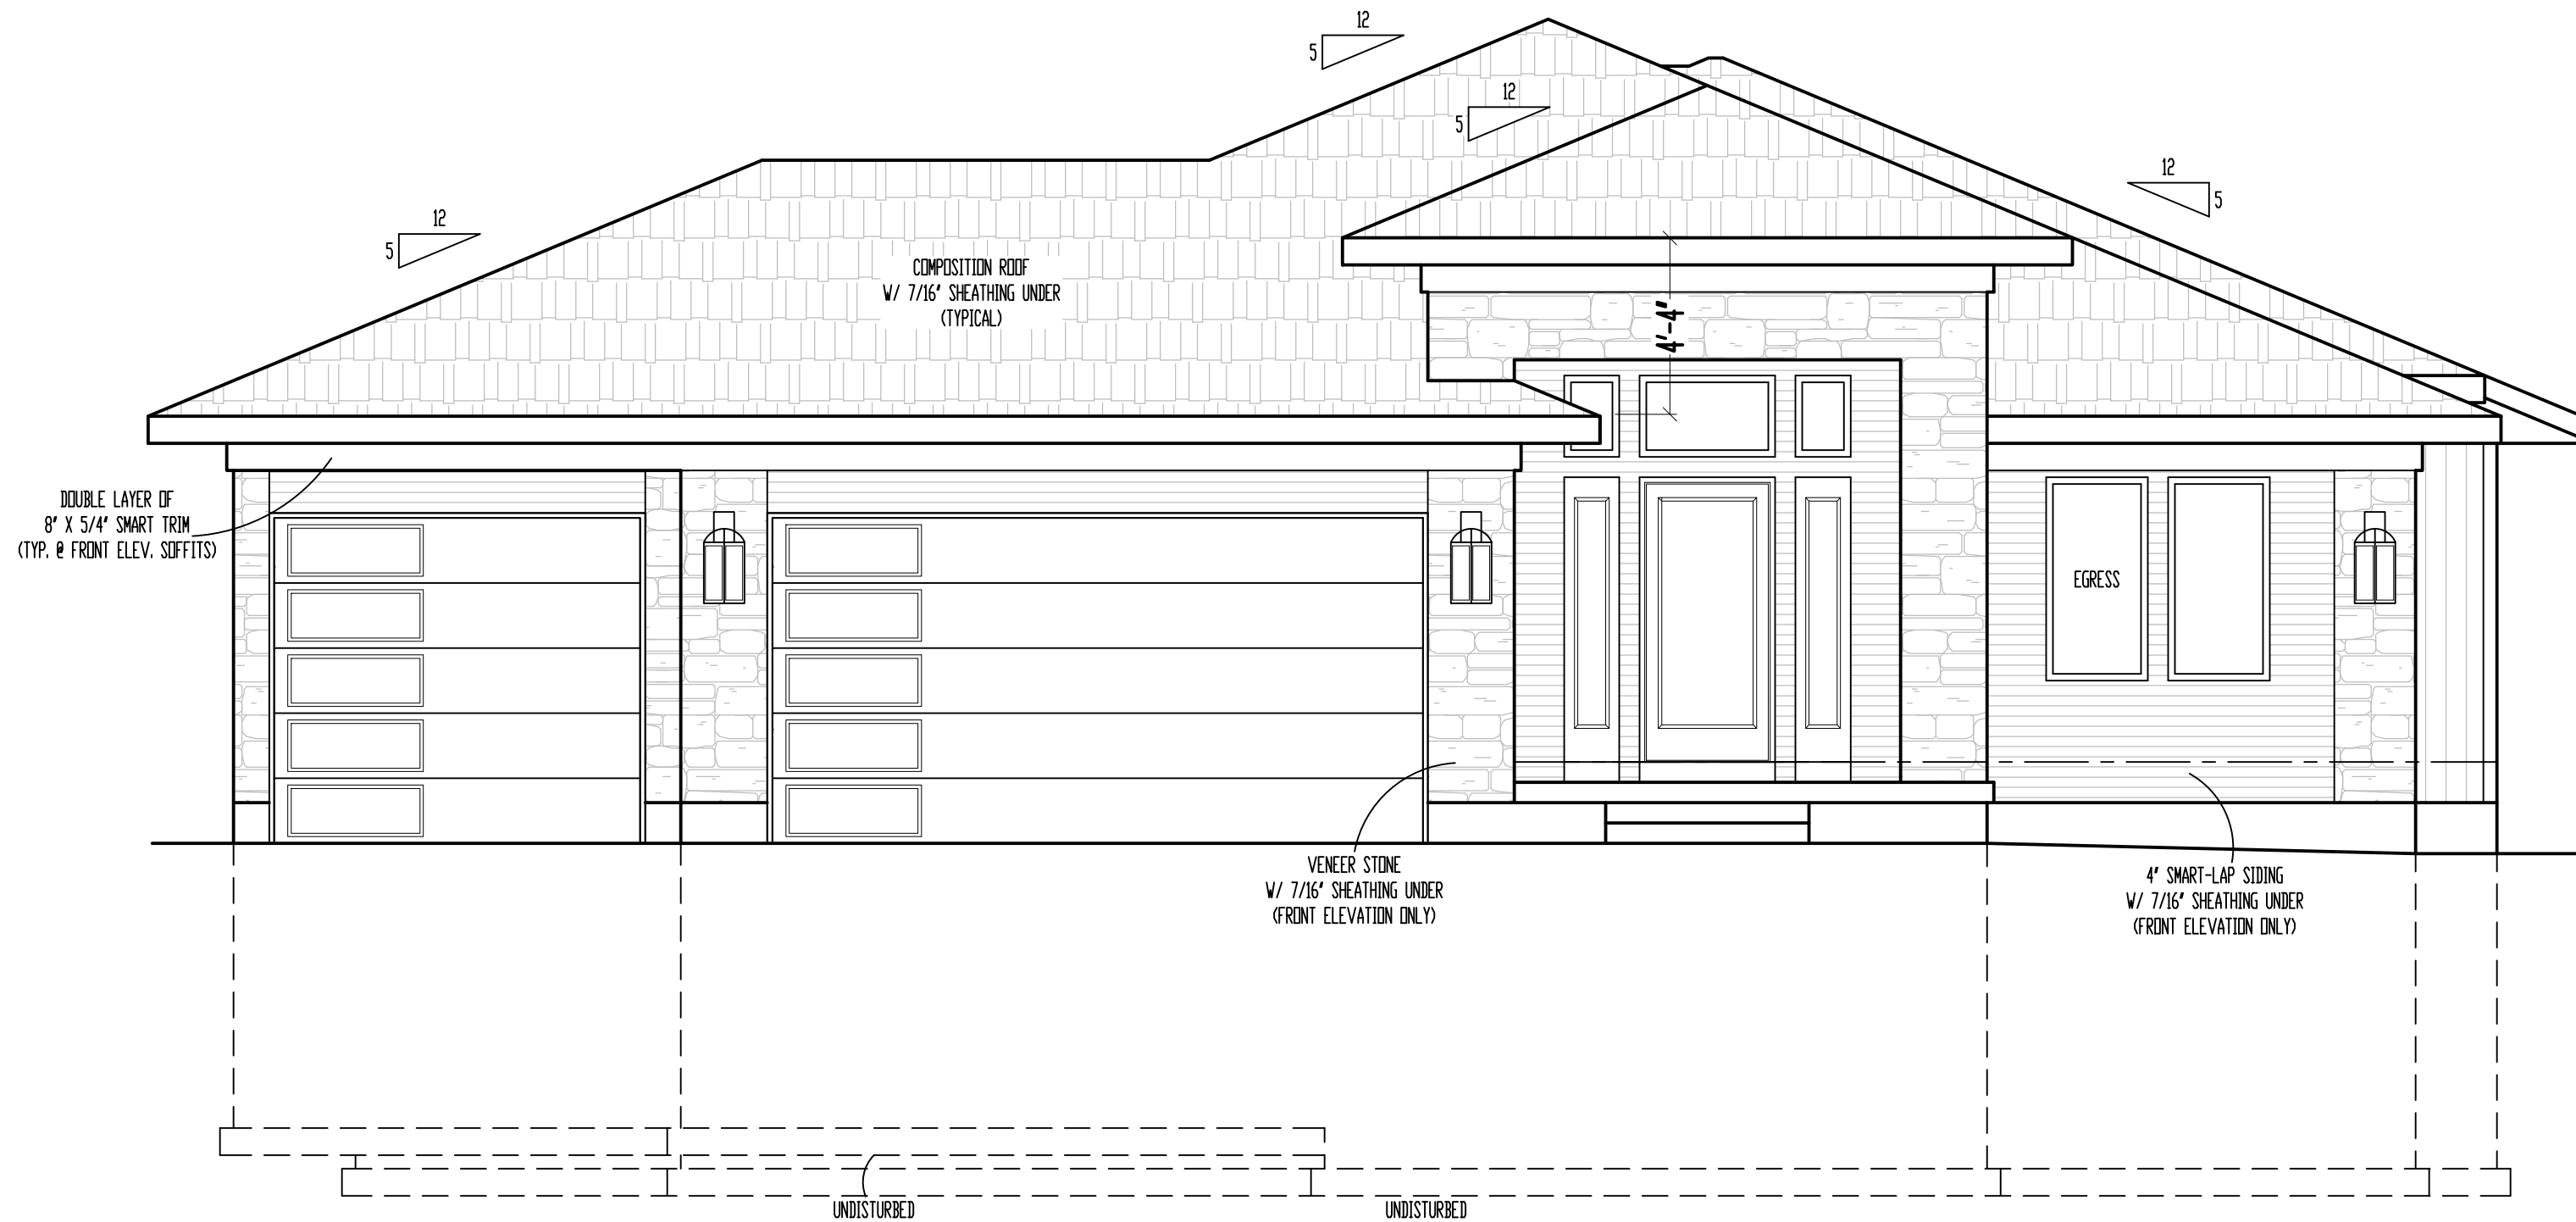 12
5
12
5
12
5
12
5
COMPOSITION ROOF
W/ 7/16" SHEATHING UNDER
(TYPICAL)
4'-4"
DOUBLE LAYER OF
8" X 5/4" SMART TRIM
(TYP. @ FRONT ELEV. SOFFITS)
EGRESS
VENEER STONE
W/ 7/16" SHEATHING UNDER
(FRONT ELEVATION ONLY)
4" SMART-LAP SIDING
W/ 7/16" SHEATHING UNDER
(FRONT ELEVATION ONLY)
UNDISTURBED
UNDISTURBED